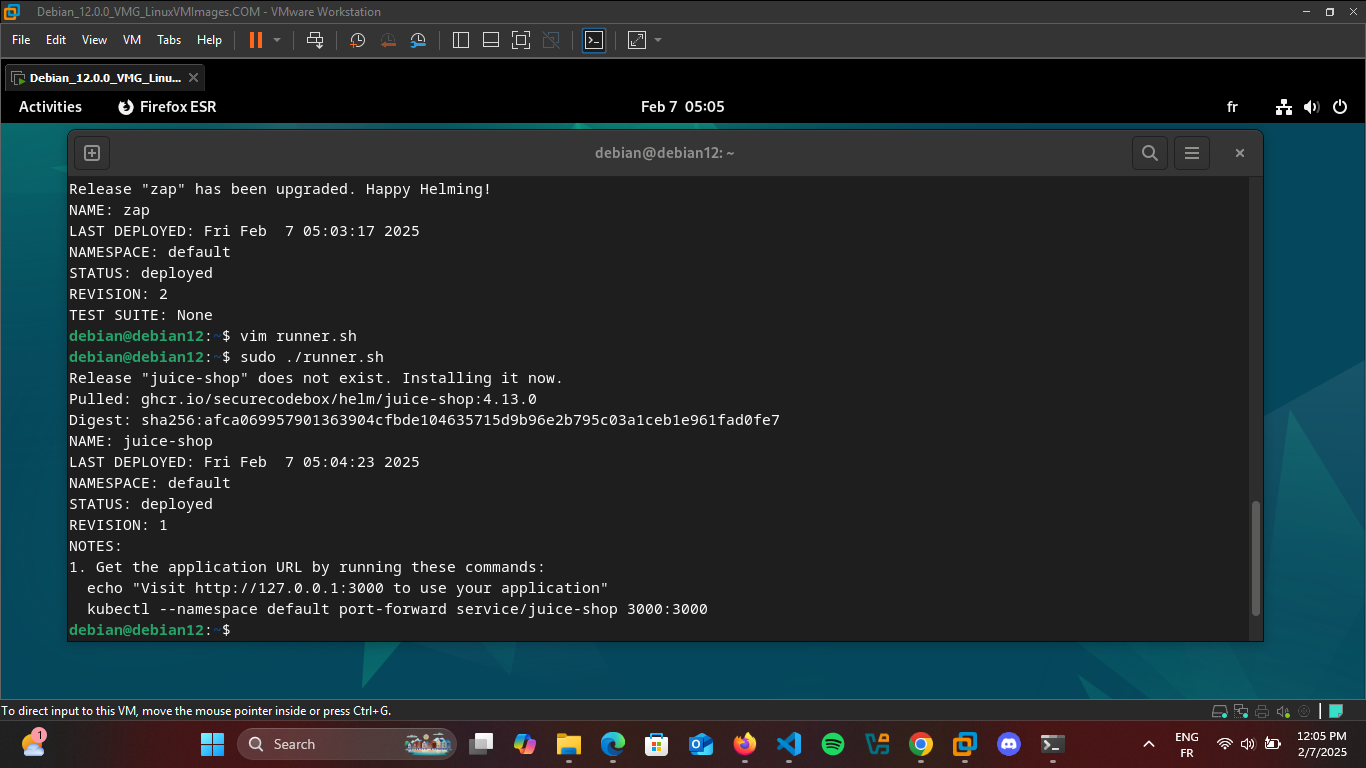 Debian_12.0.0_VMG_LinuxVMImages.COM - VMware Workstation
File Edit View VM Tabs Help
Debian_12.0.0_VMG_Linu...
Activities Firefox ESR Feb 7 05:05 fr
debian@debian12: ~
Release "zap" has been upgraded. Happy Helming!
NAME: zap
LAST DEPLOYED: Fri Feb  7 05:03:17 2025
NAMESPACE: default
STATUS: deployed
REVISION: 2
TEST SUITE: None
debian@debian12:~$ vim runner.sh
debian@debian12:~$ sudo ./runner.sh
Release "juice-shop" does not exist. Installing it now.
Pulled: ghcr.io/securecodebox/helm/juice-shop:4.13.0
Digest: sha256:afca069957901363904cfbde104635715d9b96e2b795c03a1ceb1e961fad0fe7
NAME: juice-shop
LAST DEPLOYED: Fri Feb  7 05:04:23 2025
NAMESPACE: default
STATUS: deployed
REVISION: 1
NOTES:
1. Get the application URL by running these commands:
  echo "Visit http://127.0.0.1:3000 to use your application"
  kubectl --namespace default port-forward service/juice-shop 3000:3000
debian@debian12:~$
To direct input to this VM, move the mouse pointer inside or press Ctrl+G.
1
Search
ENG
FR
12:05 PM
2/7/2025